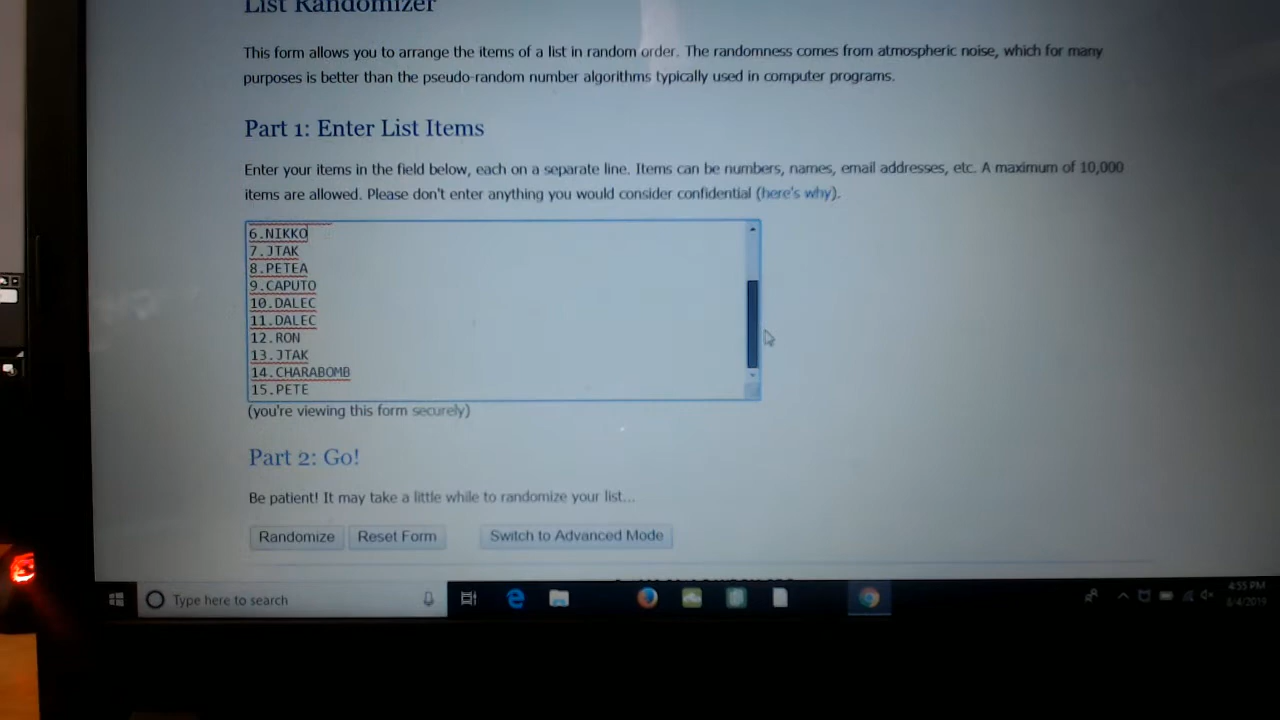 List Randomizer
This form allows you to arrange the items of a list in random order. The randomness comes from atmospheric noise, which for many
purposes is better than the pseudo-random number algorithms typically used in computer programs.
Part 1: Enter List Items
Enter your items in the field below, each on a separate line. Items can be numbers, names, email addresses, etc. A maximum of 10,000
items are allowed. Please don't enter anything you would consider confidential (here's why).
6.NIKKO
7.JTAK
8.PETEA
9.CAPUTO
10.DALEC
11.DALEC
12.RON
13.JTAK
14.CHARABOMB
15.PETE
(you're viewing this form securely)
Part 2: Go!
Be patient! It may take a little while to randomize your list...
Randomize Reset Form Switch to Advanced Mode
Type here to search
4:55 PM